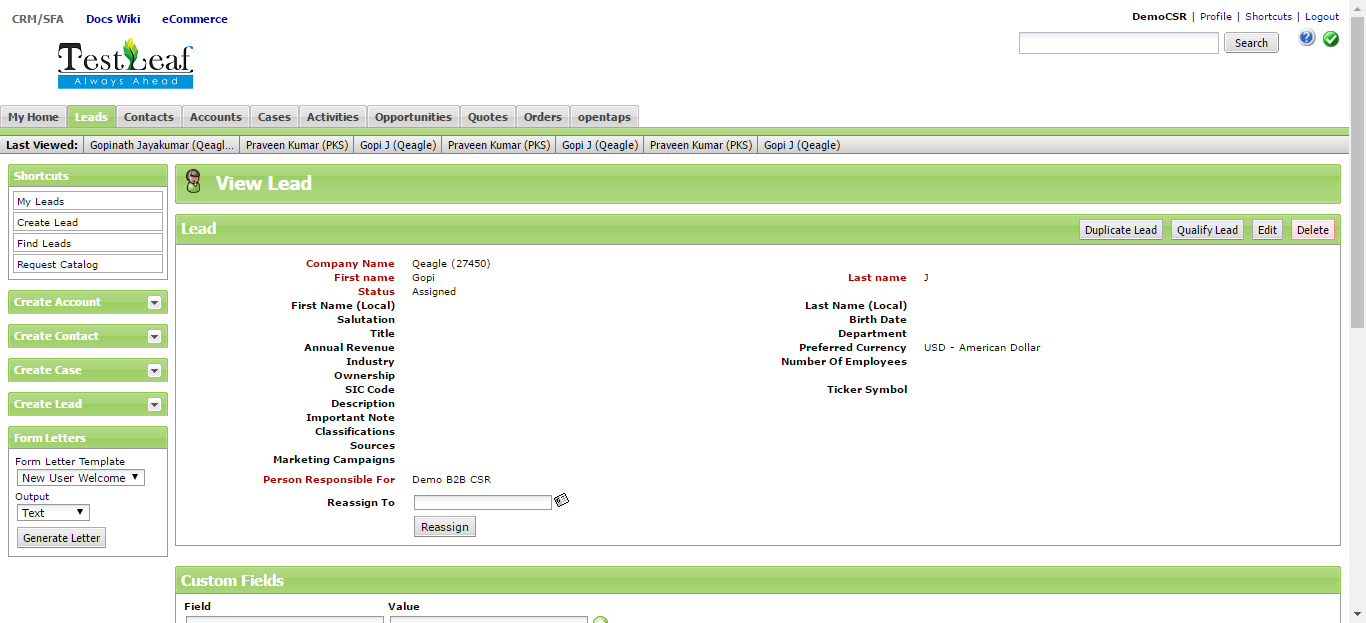 CRM/SFA Docs Wiki eCommerce
DemoCSR | Profile | Shortcuts | Logout
TestLeaf
Always Ahead
Search
My Home Leads Contacts Accounts Cases Activities Opportunities Quotes Orders opentaps
Last Viewed: Gopinath Jayakumar (Qeagl... Praveen Kumar (PKS) Gopi J (Qeagle) Praveen Kumar (PKS) Gopi J (Qeagle) Praveen Kumar (PKS) Gopi J (Qeagle)
Shortcuts
My Leads
Create Lead
Find Leads
Request Catalog
Create Account
Create Contact
Create Case
Create Lead
Form Letters
Form Letter Template
New User Welcome
Output
Text
Generate Letter
View Lead
Lead Duplicate Lead Qualify Lead Edit Delete
Company Name Qeagle (27450)
First name Gopi Last name J
Status Assigned
First Name (Local) Last Name (Local)
Salutation Birth Date
Title Department
Annual Revenue Preferred Currency USD - American Dollar
Industry Number Of Employees
Ownership
SIC Code Ticker Symbol
Description
Important Note
Classifications
Sources
Marketing Campaigns
Person Responsible For Demo B2B CSR
Reassign To
Reassign
Custom Fields
Field Value